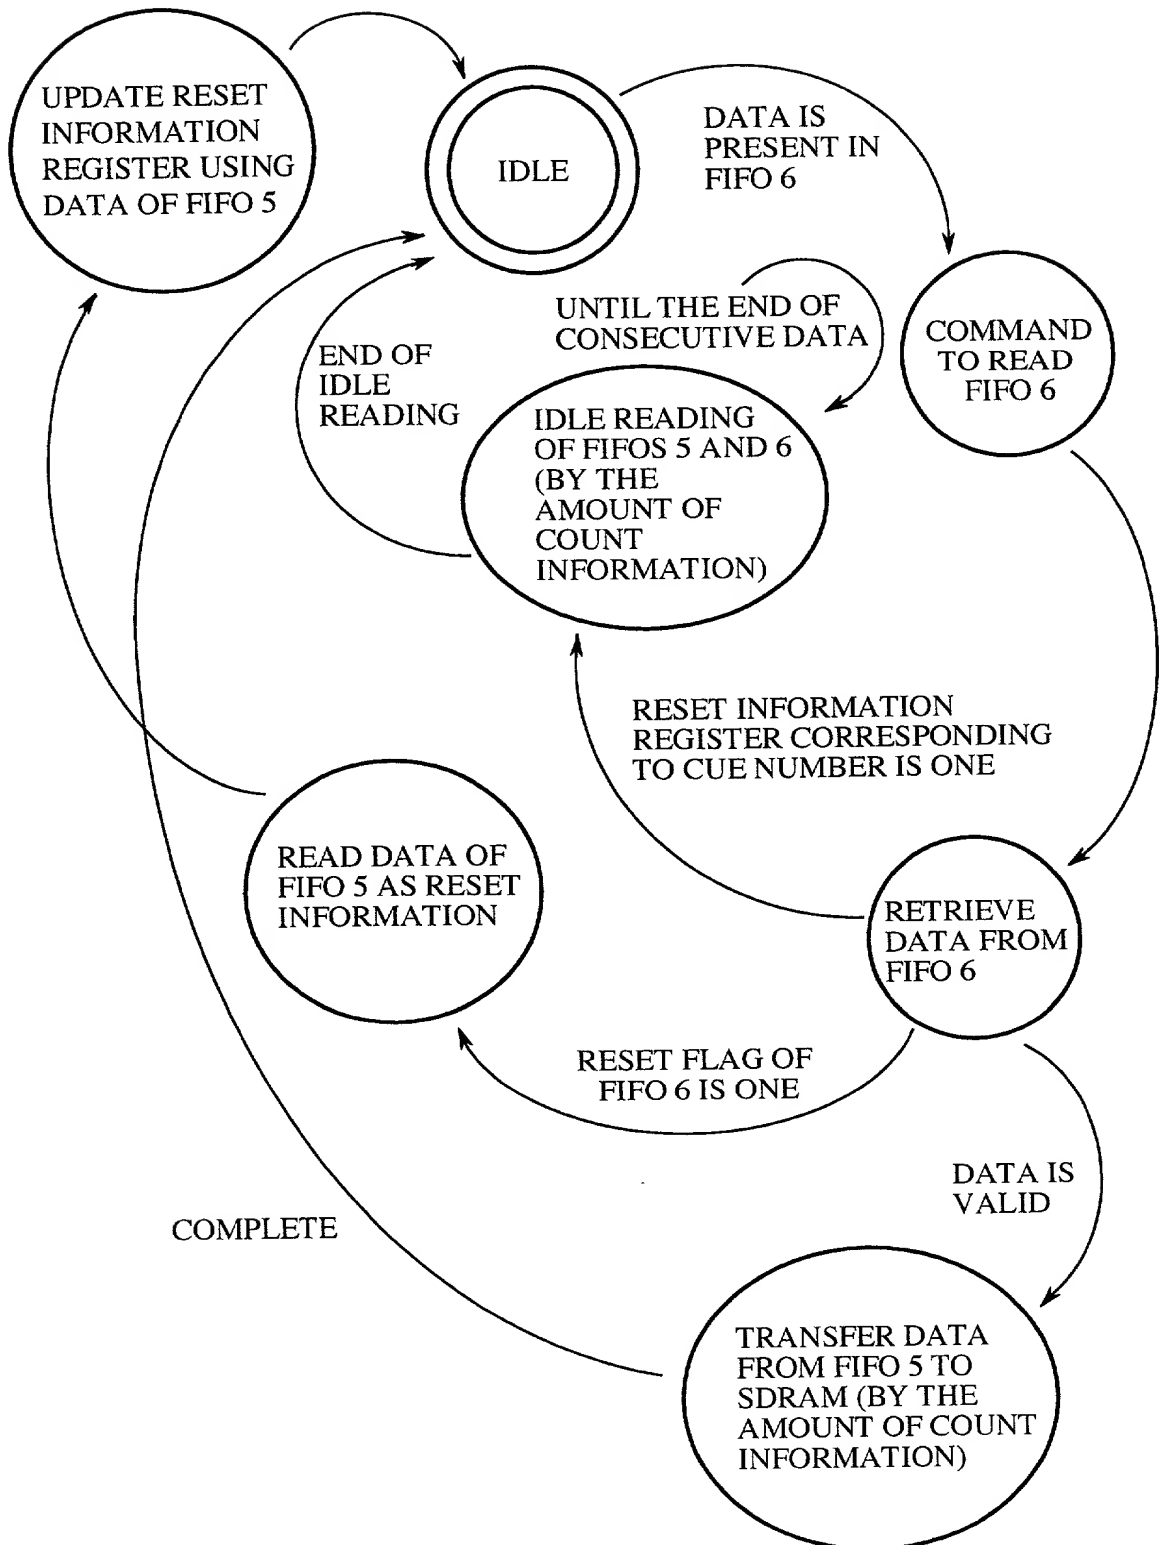 UPDATE RESET
INFORMATION
REGISTER USING
DATA OF FIFO 5
IDLE
DATA IS
PRESENT IN
FIFO 6
UNTIL THE END OF
CONSECUTIVE DATA
COMMAND
TO READ
FIFO 6
END OF
IDLE
READING
IDLE READING
OF FIFOS 5 AND 6
(BY THE
AMOUNT OF
COUNT
INFORMATION)
RESET INFORMATION
REGISTER CORRESPONDING
TO CUE NUMBER IS ONE
READ DATA OF
FIFO 5 AS RESET
INFORMATION
RETRIEVE
DATA FROM
FIFO 6
RESET FLAG OF
FIFO 6 IS ONE
DATA IS
VALID
COMPLETE
TRANSFER DATA
FROM FIFO 5 TO
SDRAM (BY THE
AMOUNT OF COUNT
INFORMATION)